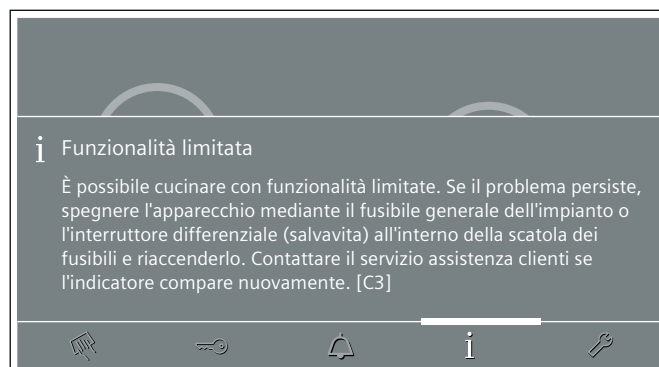 i Funzionalità limitata
È possibile cucinare con funzionalità limitate. Se il problema persiste,
spegnere l'apparecchio mediante il fusibile generale dell'impianto o
l'interruttore differenziale (salvavita) all'interno della scatola dei
fusibili e riaccenderlo. Contattare il servizio assistenza clienti se
l'indicatore compare nuovamente. [C3]
i